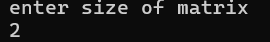 enter size of matrix
2